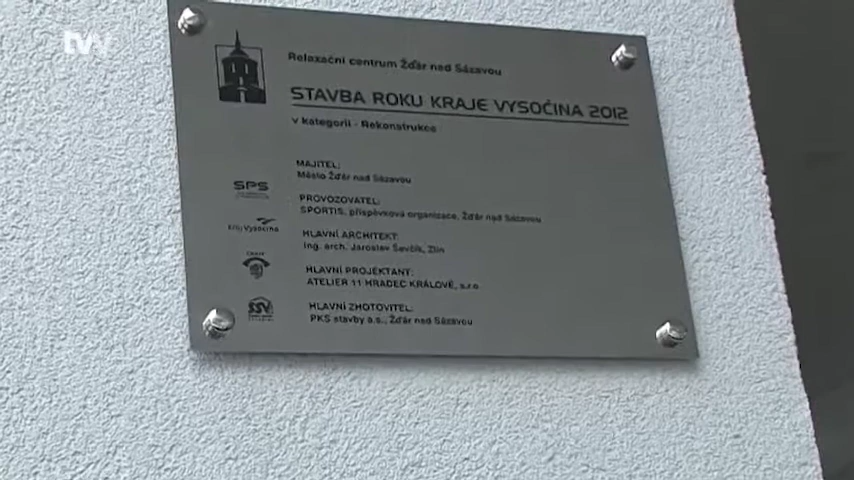 tvv
Relaxační centrum Žďár nad Sázavou
STAVBA ROKU KRAJE VYSOČINA 2012
v kategorii - Rekonstrukce
MAJITEL:
Město Žďár nad Sázavou
SPS
PROVOZOVATEL:
SPORTIS, příspěvková organizace, Žďár nad Sázavou
Kraj Vysočina
HLAVNÍ ARCHITEKT:
Ing. arch. Jaroslav Ševčík, Zlín
HLAVNÍ PROJEKTANT:
ATELIER 11 HRADEC KRÁLOVÉ, s.r.o.
SSV
HLAVNÍ ZHOTOVITEL:
PKS stavby a.s., Žďár nad Sázavou